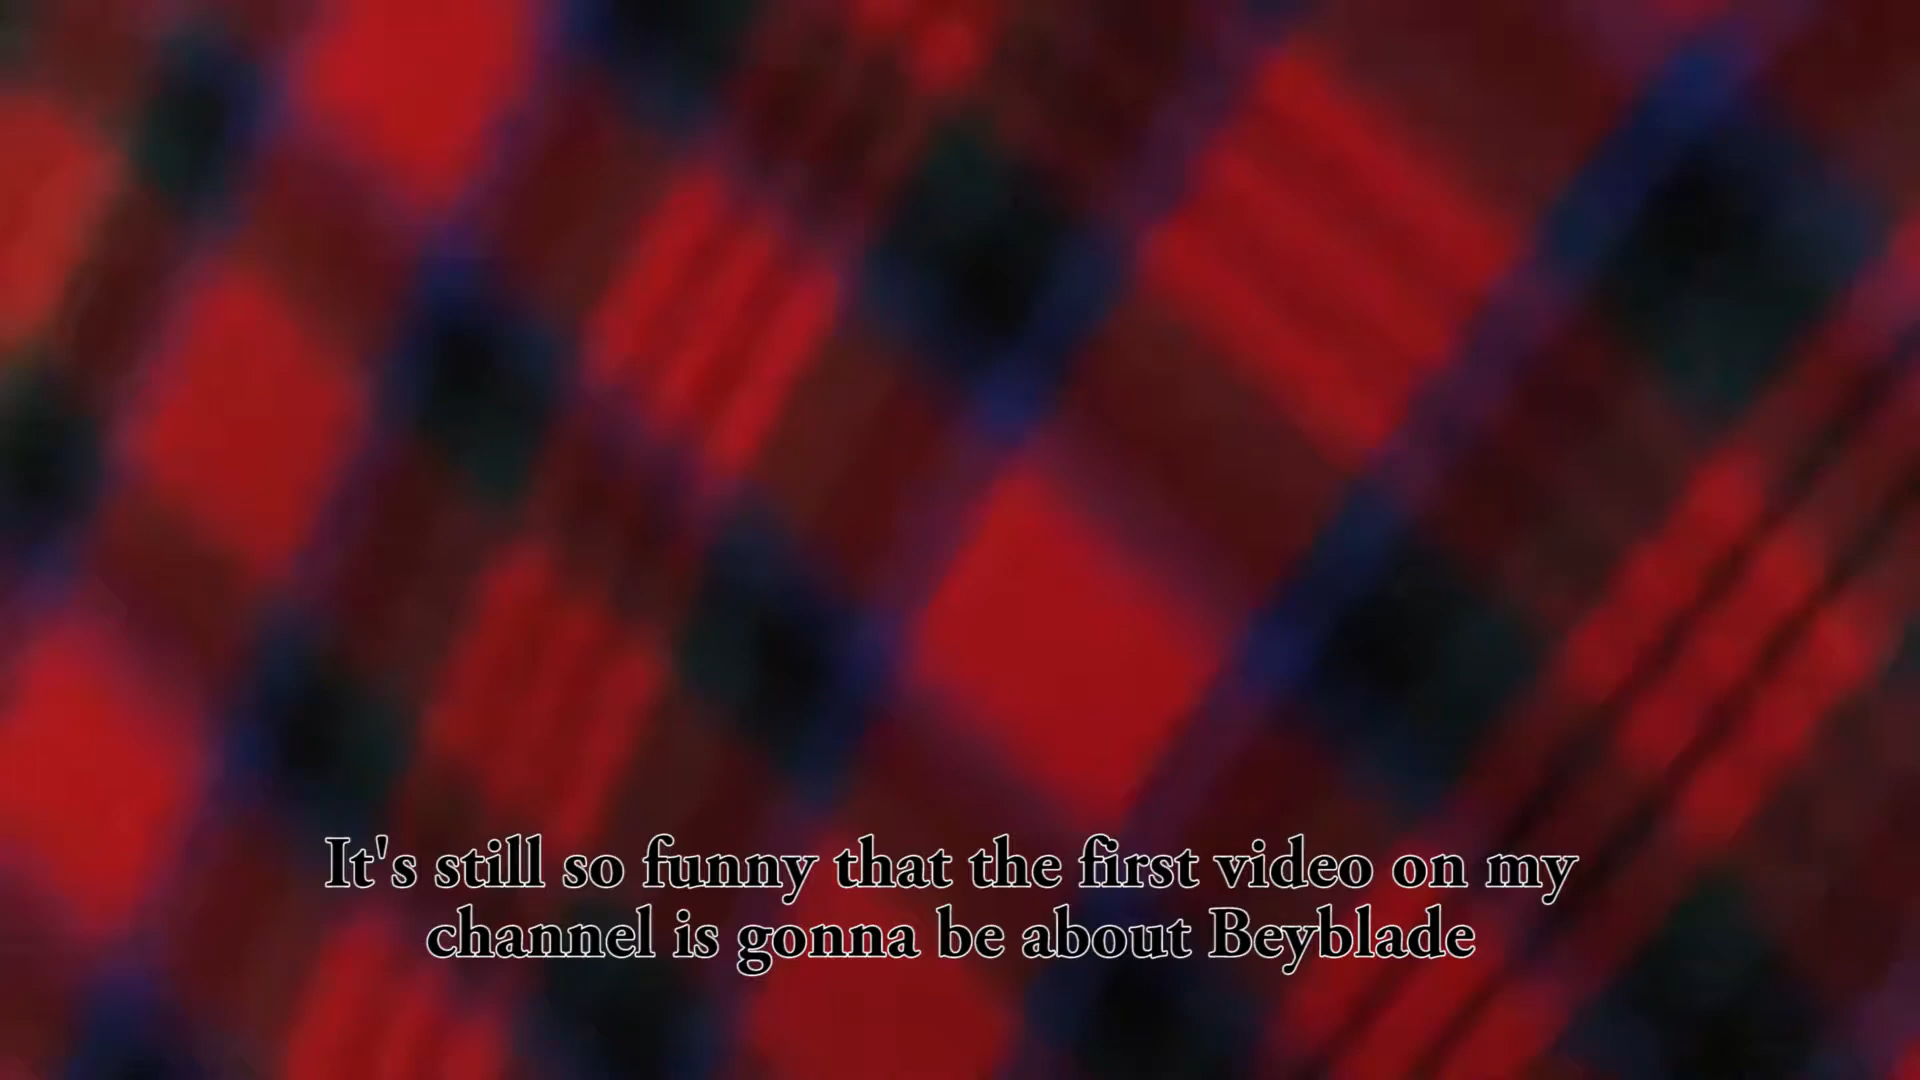 It's still so funny that the first video on my
channel is gonna be about Beyblade